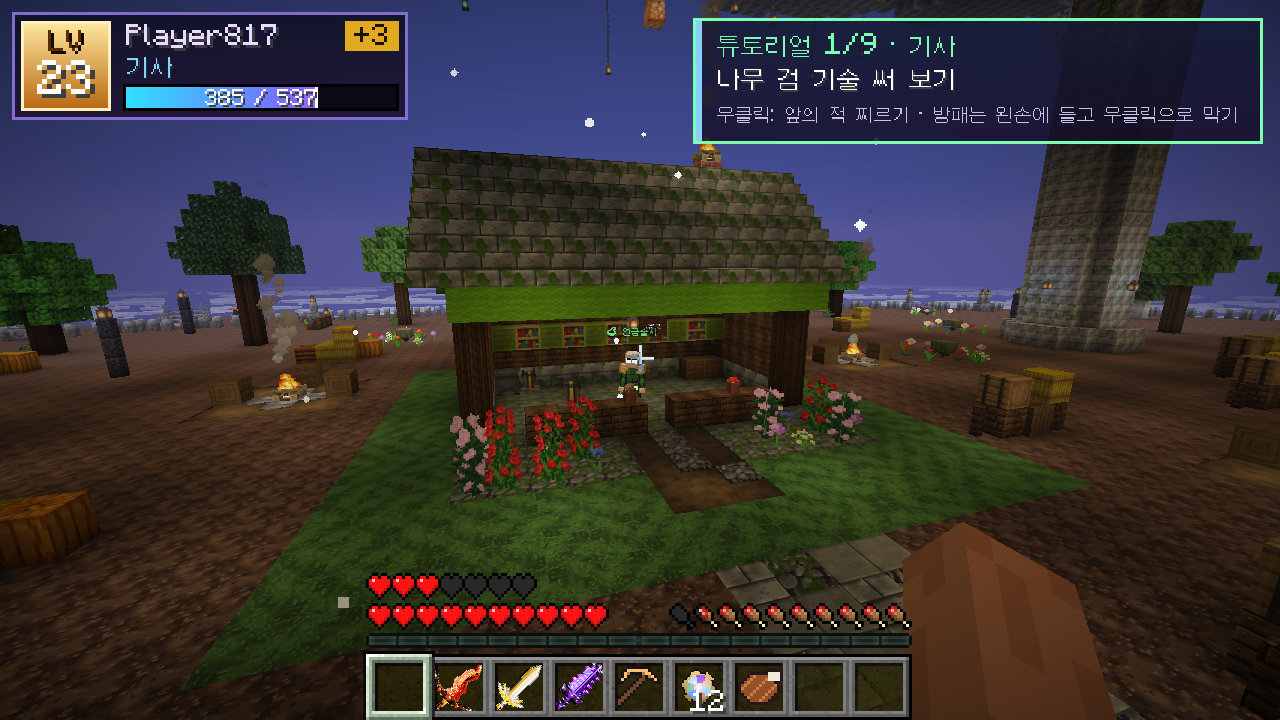 LV
23
Player817
+3
기사
385 / 537
튜토리얼 1/9 · 기사
나무 검 기술 써 보기
우클릭: 앞의 적 찌르기 · 방패는 왼손에 들고 우클릭으로 막기
12